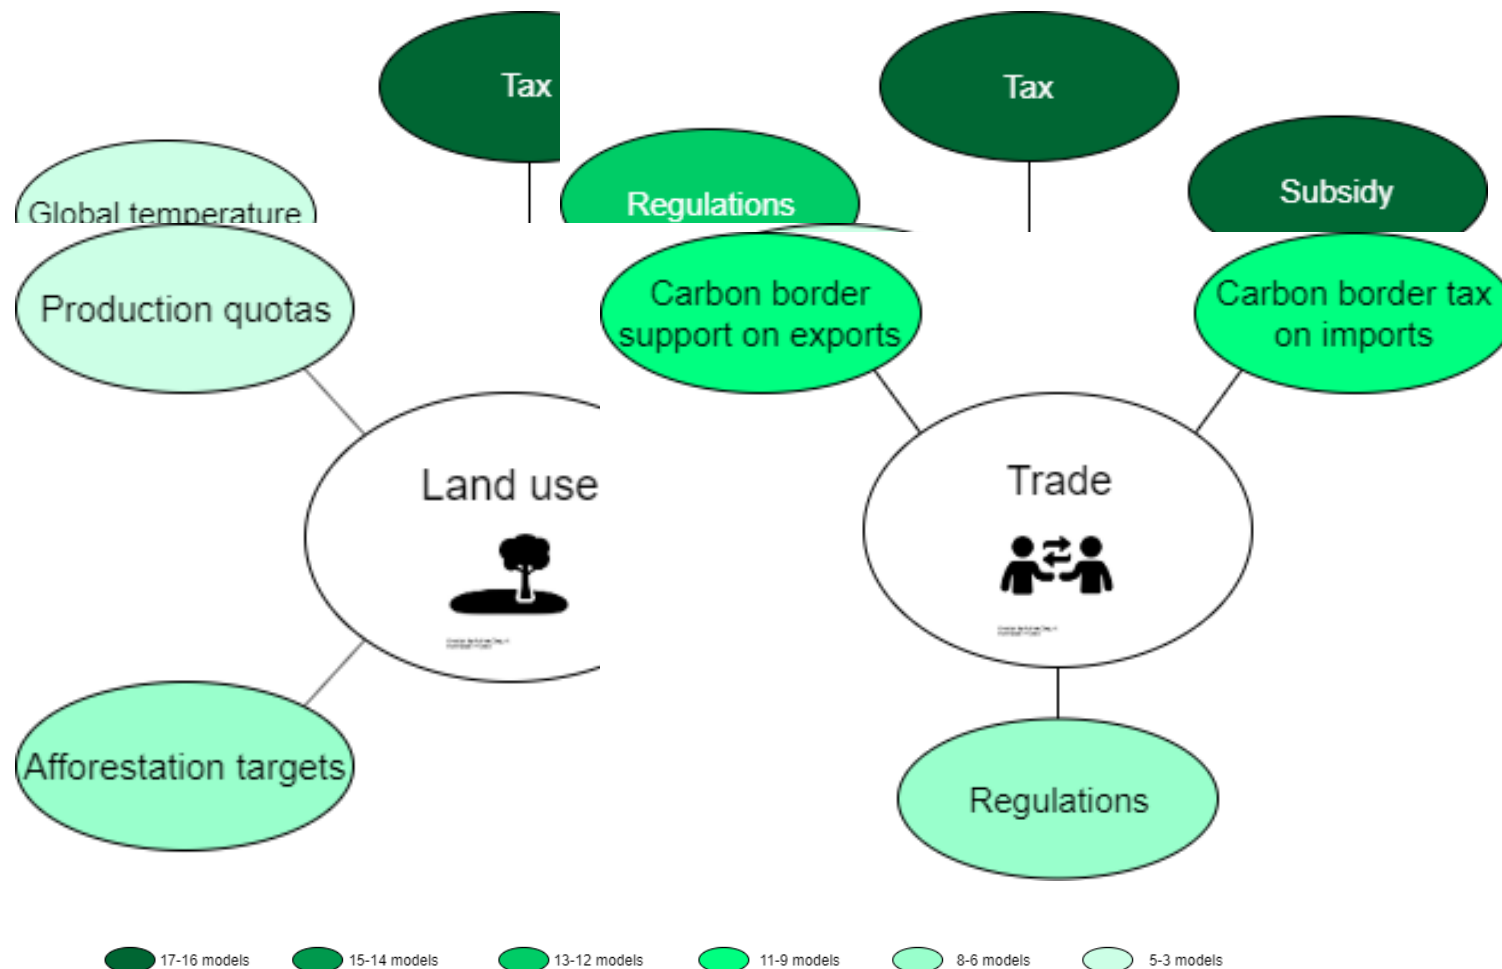 Tax
Tax
Subsidy
Regulations
Global temperature
Production quotas
Carbon border
support on exports
Carbon border tax
on imports
Land use
Trade
Afforestation targets
Regulations
17-16 models
15-14 models
13-12 models
11-9 models
8-6 models
5-3 models